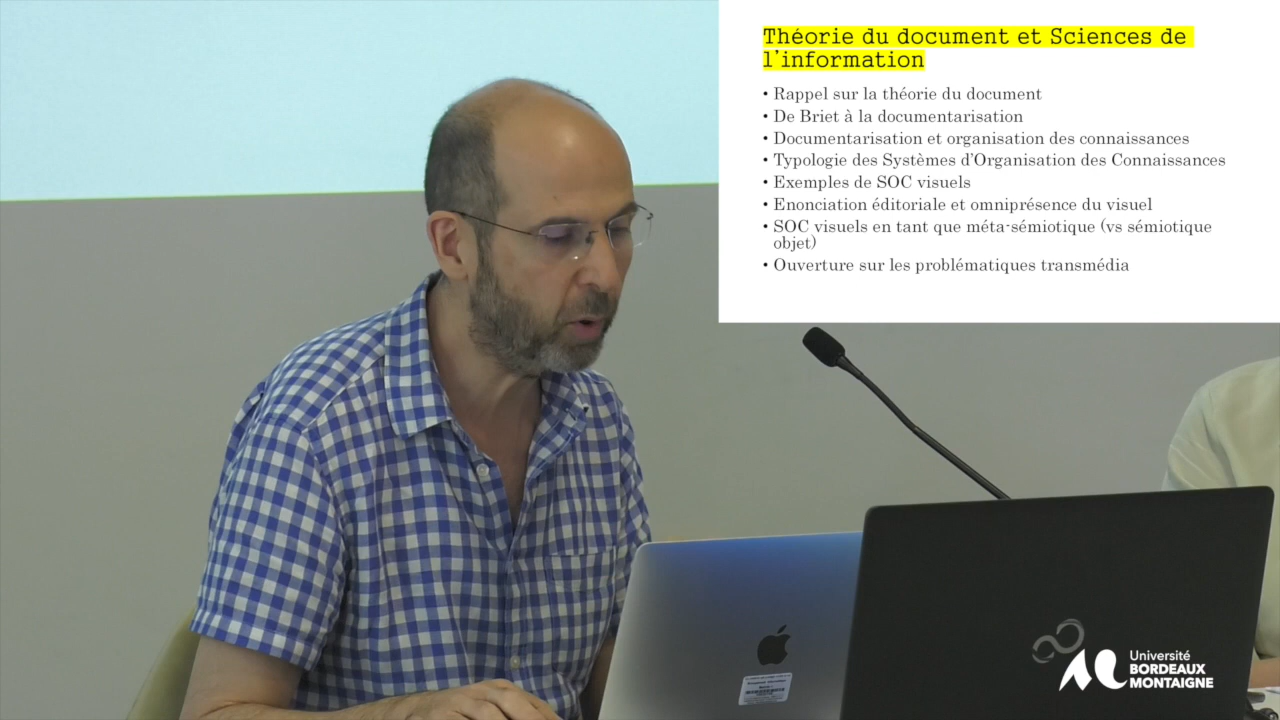 Théorie du document et Sciences de
l'information
• Rappel sur la théorie du document
• De Briet à la documentarisation
• Documentarisation et organisation des connaissances
• Typologie des Systèmes d'Organisation des Connaissances
• Exemples de SOC visuels
• Enonciation éditoriale et omniprésence du visuel
• SOC visuels en tant que méta-sémiotique (vs sémiotique
objet)
• Ouverture sur les problématiques transmédia
Université
BORDEAUX
MONTAIGNE